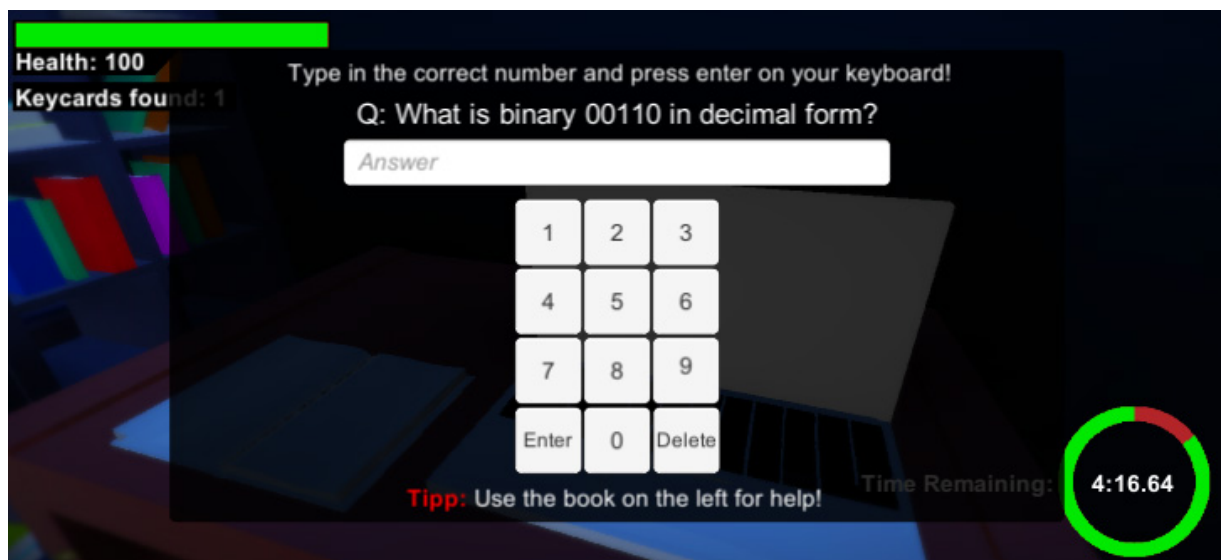 Health: 100
Keycards found: 1
Type in the correct number and press enter on your keyboard!
Q: What is binary 00110 in decimal form?
Answer
1 2 3
4 5 6
7 8 9
Enter 0 Delete
Tipp: Use the book on the left for help!
Time Remaining: 4:16.64